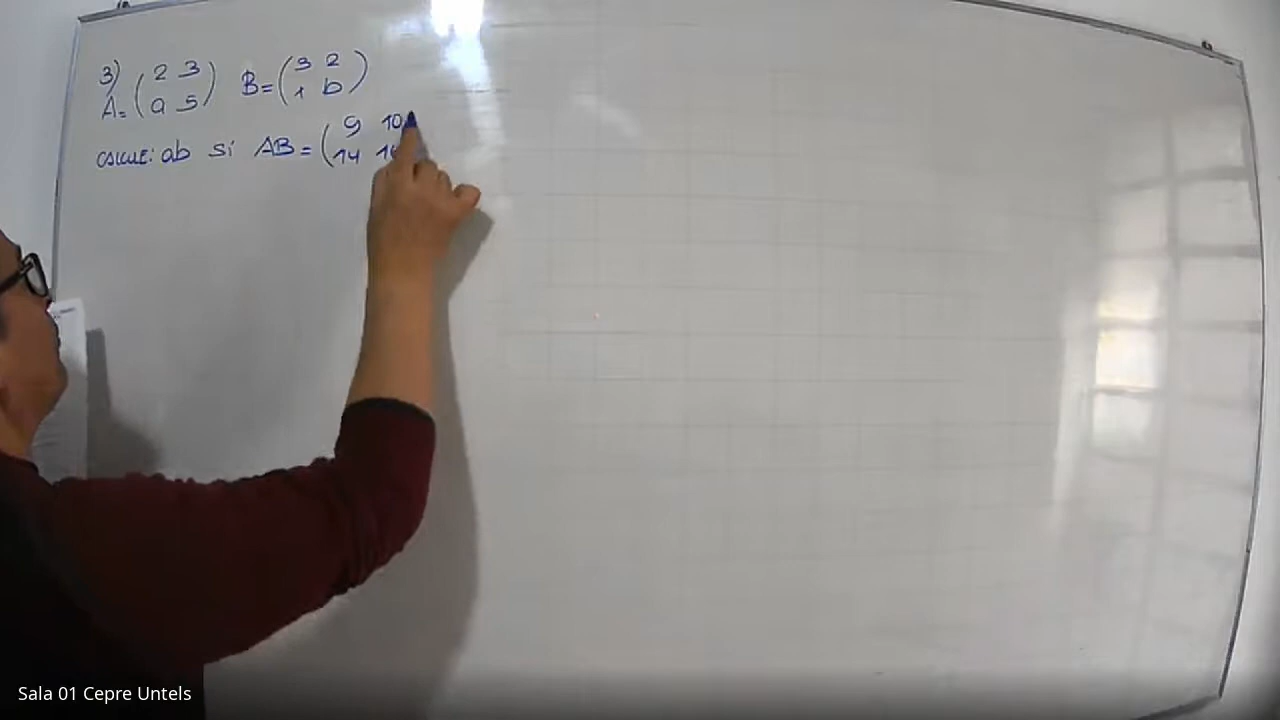 3)
A = ( 2 3
a 5 ) B = ( 3 2
1 b )
CALCULE: ab si AB = ( 9 10
14
Sala 01 Cepre Untels